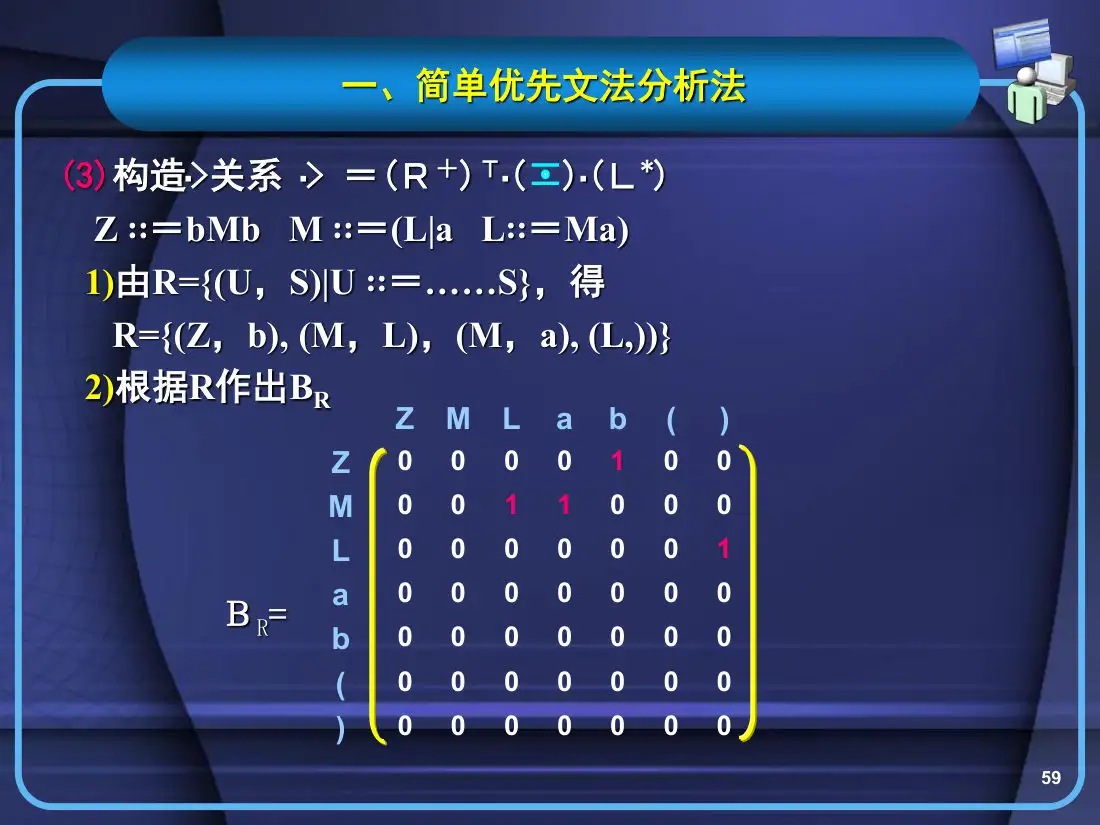 一、简单优先文法分析法
(3)构造·>关系 ·> ＝(R⁺)ᵀ·(≐)·(L*)
Z ::＝bMb M ::＝(L|a L::＝Ma)
1)由R={(U，S)|U ::＝……S}，得
R={(Z，b), (M，L)，(M，a), (L,))}
2)根据R作出B_R
Z M L a b ( )
Z 0 0 0 0 1 0 0
M 0 0 1 1 0 0 0
L 0 0 0 0 0 0 1
a 0 0 0 0 0 0 0
B_R=
b 0 0 0 0 0 0 0
( 0 0 0 0 0 0 0
) 0 0 0 0 0 0 0
59